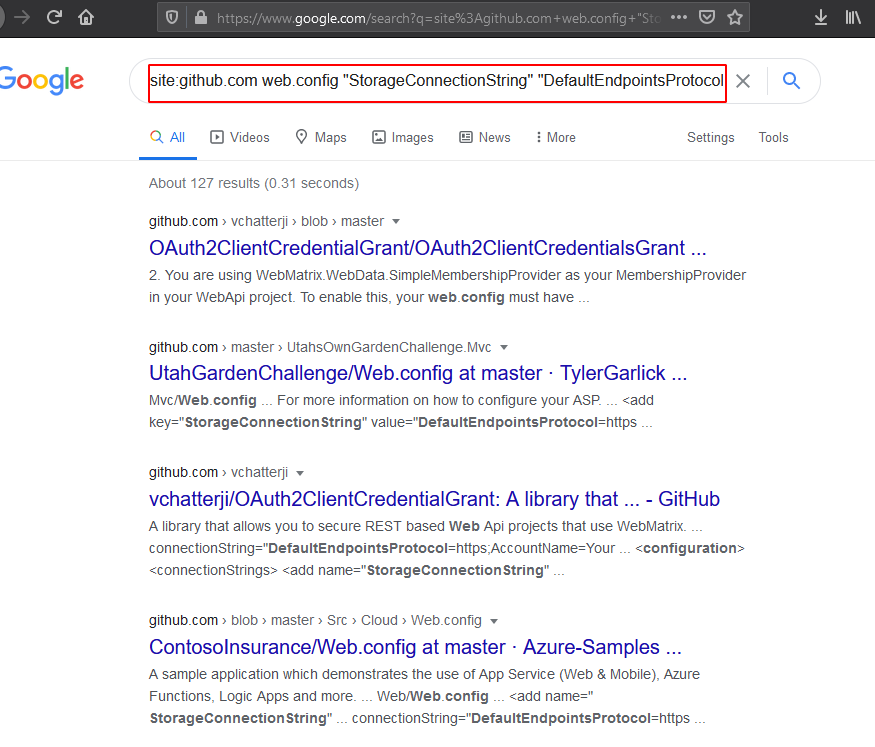 https://www.google.com/search?q=site%3Agithub.com+web.config+"Sto
Google
site:github.com web.config "StorageConnectionString" "DefaultEndpointsProtocol
All Videos Maps Images News More Settings Tools
About 127 results (0.31 seconds)
github.com › vchatterji › blob › master
OAuth2ClientCredentialGrant/OAuth2ClientCredentialsGrant ...
2. You are using WebMatrix.WebData.SimpleMembershipProvider as your MembershipProvider
in your WebApi project. To enable this, your web.config must have ...
github.com › master › UtahsOwnGardenChallenge.Mvc
UtahGardenChallenge/Web.config at master · TylerGarlick ...
Mvc/Web.config ... For more information on how to configure your ASP. ... <add
key="StorageConnectionString" value="DefaultEndpointsProtocol=https ...
github.com › vchatterji
vchatterji/OAuth2ClientCredentialGrant: A library that ... - GitHub
A library that allows you to secure REST based Web Api projects that use WebMatrix. ...
connectionString="DefaultEndpointsProtocol=https;AccountName=Your ... <configuration>
<connectionStrings> <add name="StorageConnectionString" ...
github.com › blob › master › Src › Cloud › Web.config
ContosoInsurance/Web.config at master · Azure-Samples ...
A sample application which demonstrates the use of App Service (Web & Mobile), Azure
Functions, Logic Apps and more. ... Web/Web.config ... <add name="
StorageConnectionString" ... connectionString="DefaultEndpointsProtocol=https ...